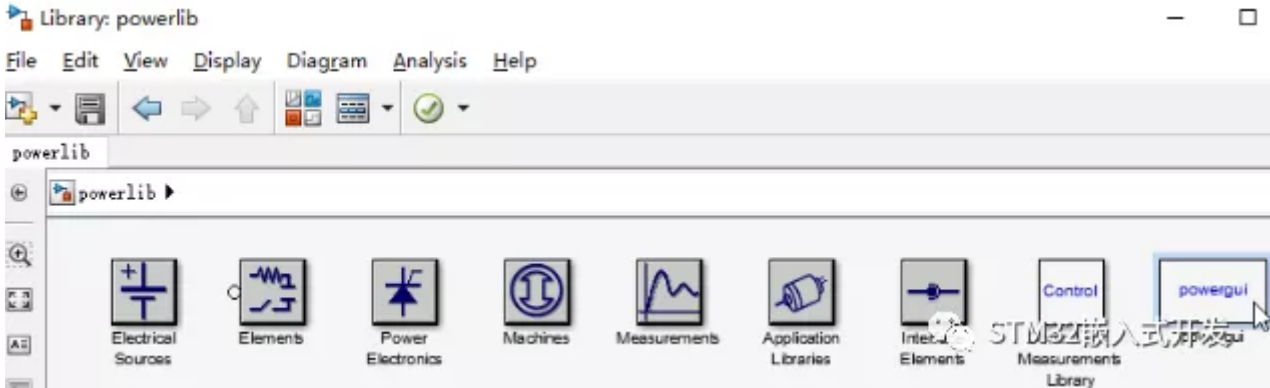 Library: powerlib
File Edit View Display Diagram Analysis Help
powerlib
powerlib
Control
powergui
Electrical
Sources
Elements
Power
Electronics
Machines
Measurements
Application
Libraries
Elements
Measurements
Library
STM32嵌入式开发